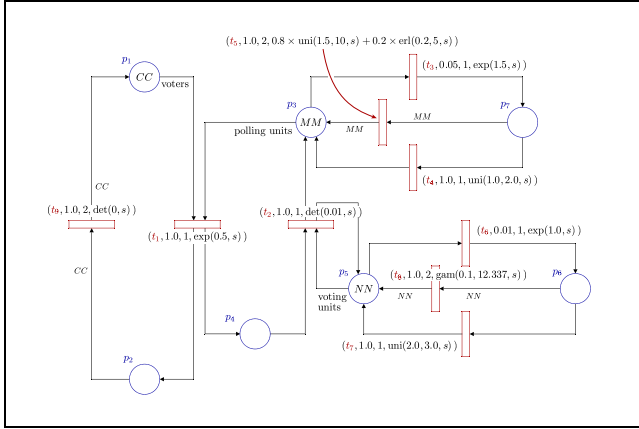 (t₅, 1.0, 2, 0.8 × uni(1.5, 10, s) + 0.2 × erl(0.2, 5, s))
p₁
CC
voters
(t₃, 0.05, 1, exp(1.5, s))
p₃
MM
polling units
MM
MM
p₇
(t₄, 1.0, 1, uni(1.0, 2.0, s))
CC
(t₉, 1.0, 2, det(0, s))
(t₁, 1.0, 1, exp(0.5, s))
(t₂, 1.0, 1, det(0.01, s))
(t₆, 0.01, 1, exp(1.0, s))
CC
p₅
NN
voting
units
(t₈, 1.0, 2, gam(0.1, 12.337, s))
NN
NN
p₆
p₄
(t₇, 1.0, 1, uni(2.0, 3.0, s))
p₂